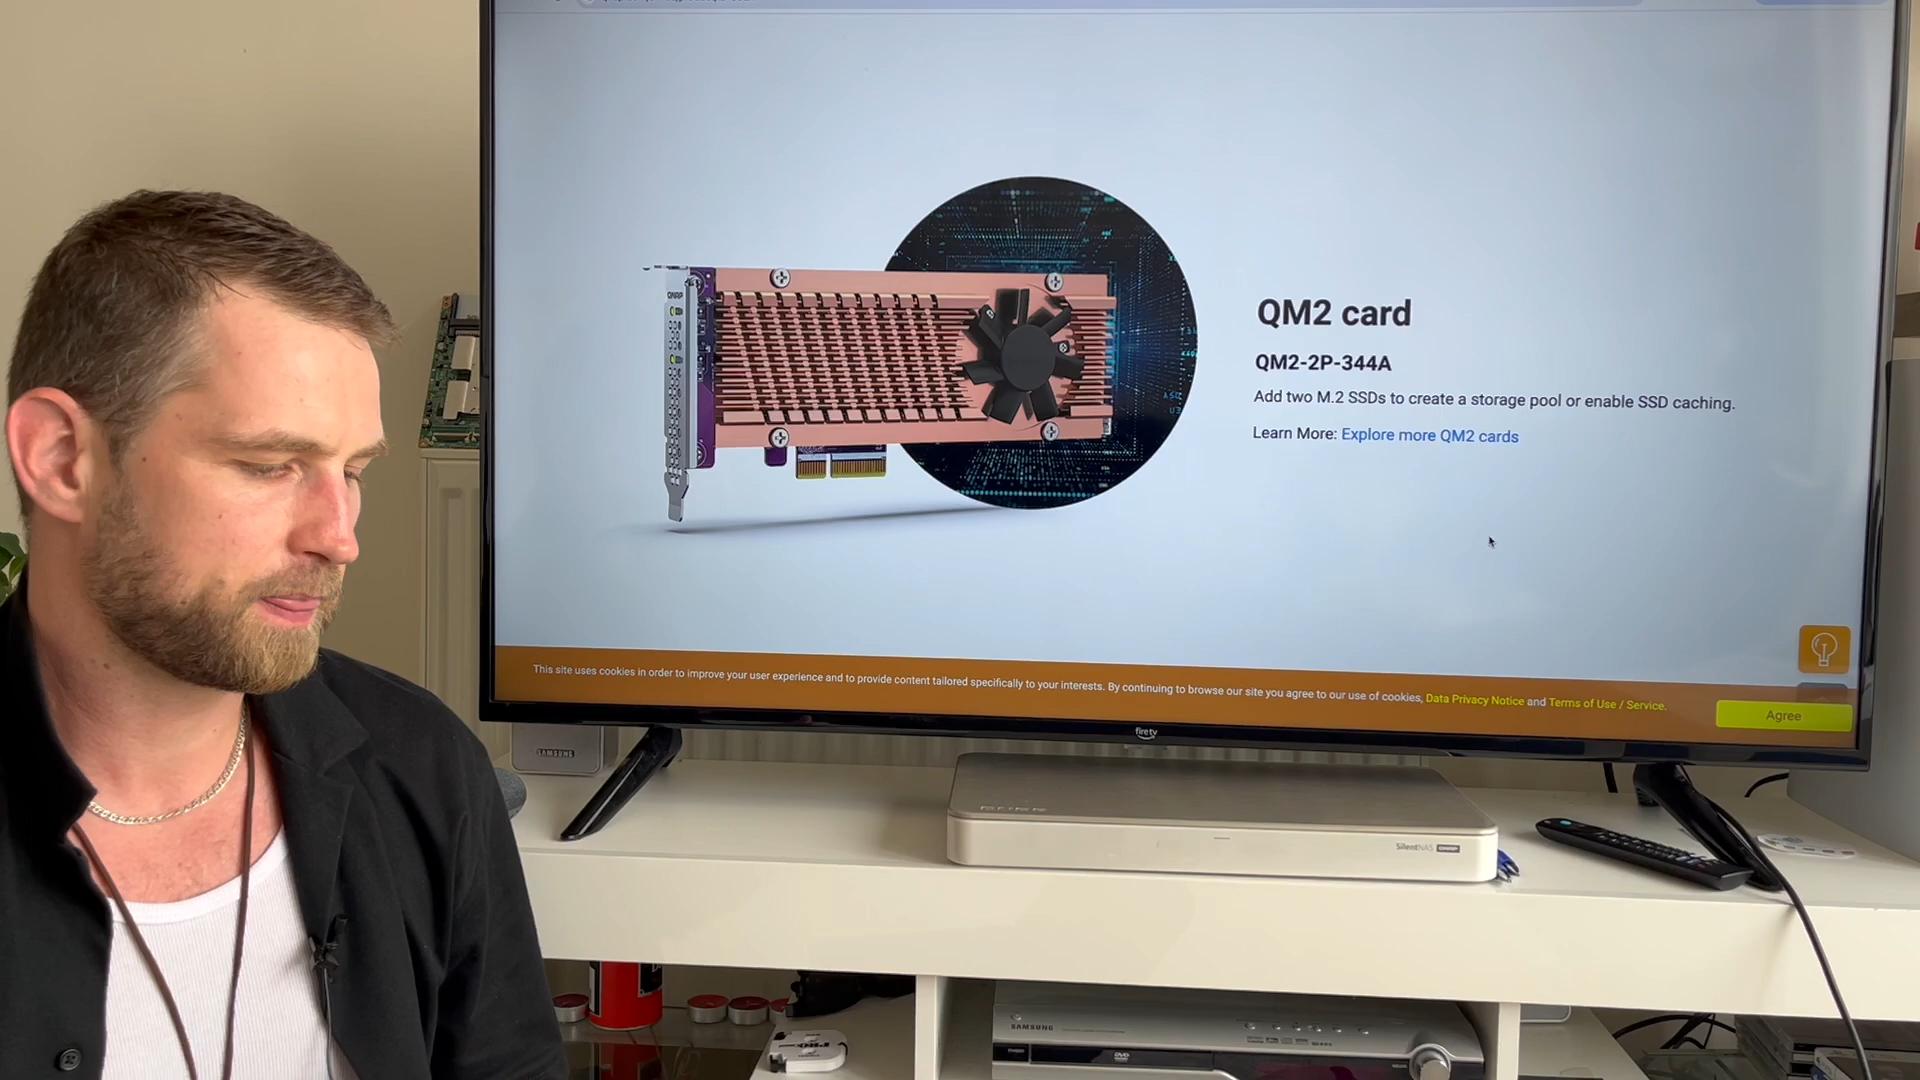 QNAP
QM2 card
QM2-2P-344A
Add two M.2 SSDs to create a storage pool or enable SSD caching.
Learn More: Explore more QM2 cards
This site uses cookies in order to improve your user experience and to provide content tailored specifically to your interests. By continuing to browse our site you agree to our use of cookies, Data Privacy Notice and Terms of Use / Service.
Agree
firetv
SAMSUNG
SilentNAS
SAMSUNG